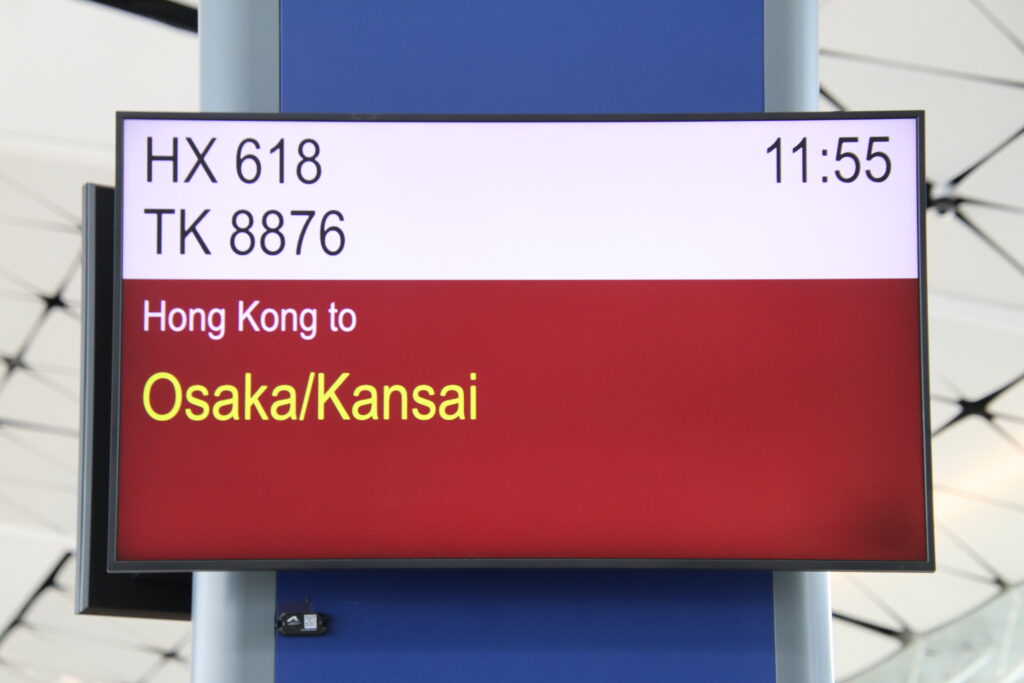 HX 618 11:55
TK 8876
Hong Kong to
Osaka/Kansai